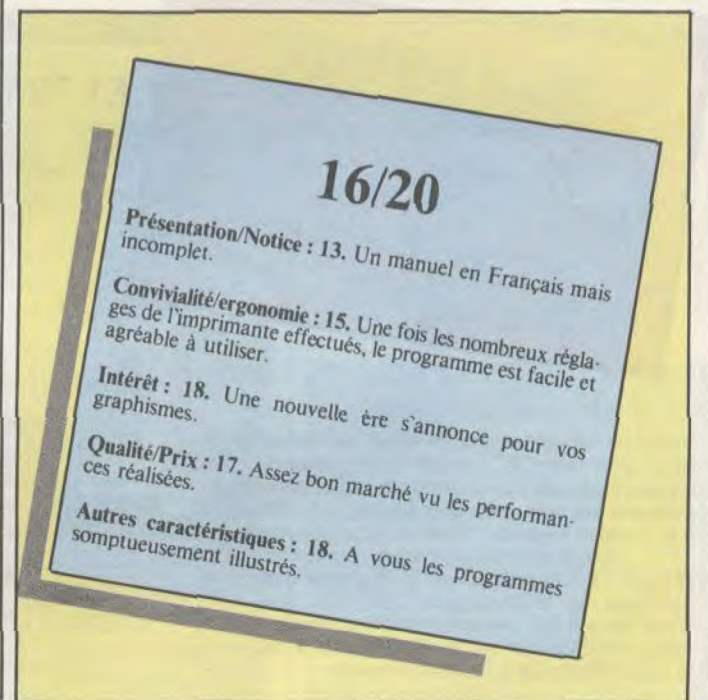 16/20
Présentation/Notice : 13. Un manuel en Français mais
incomplet.
Convivialité/ergonomie : 15. Une fois les nombreux régla-
ges de l'imprimante effectués, le programme est facile et
agréable à utiliser.
Intérêt : 18. Une nouvelle ère s'annonce pour vos
graphismes.
Qualité/Prix : 17. Assez bon marché vu les performan-
ces réalisées.
Autres caractéristiques : 18. A vous les programmes
somptueusement illustrés.